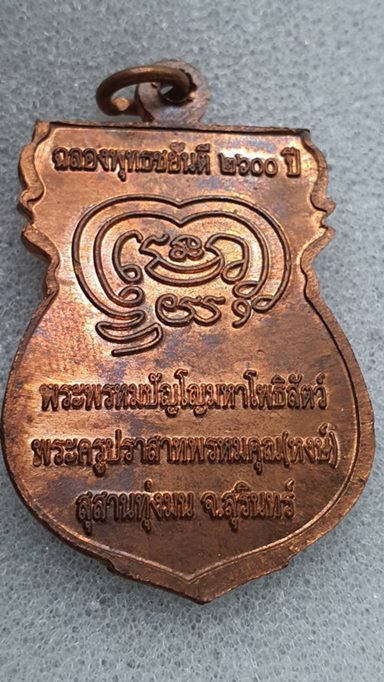 ฉลองพุทธชยันตี ๒๖๐๐ ปี
พระพรหมปัญโญมหาโพธิสัตว์
พระครูปราสาทพรหมคุณ(หงษ์)
สุสานทุ่งมน จ.สุรินทร์